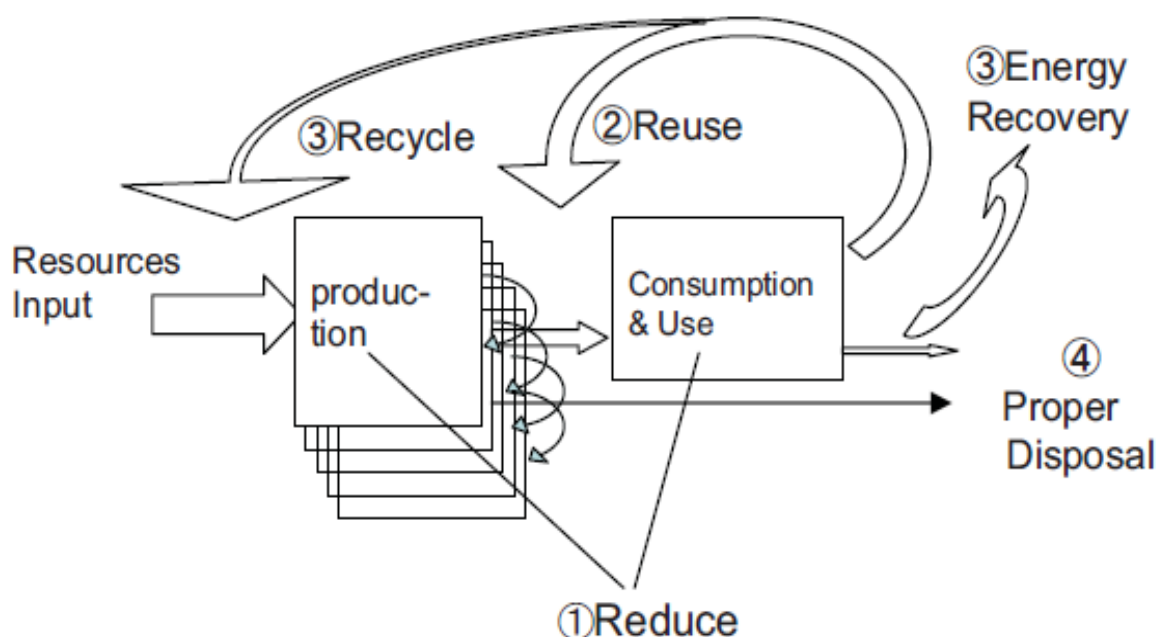 ③Energy
Recovery
③Recycle
②Reuse
Resources
Input
produc-
tion
Consumption
& Use
④
Proper
Disposal
①Reduce